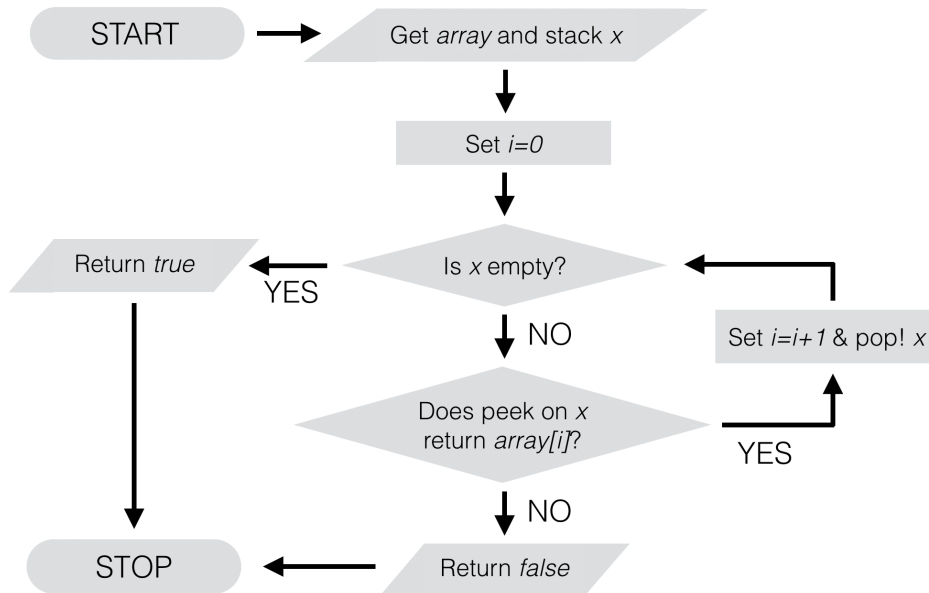 START
Get array and stack x
Set i=0
Is x empty?
YES
Return true
NO
Set i=i+1 & pop! x
Does peek on x
return array[i]?
YES
NO
Return false
STOP